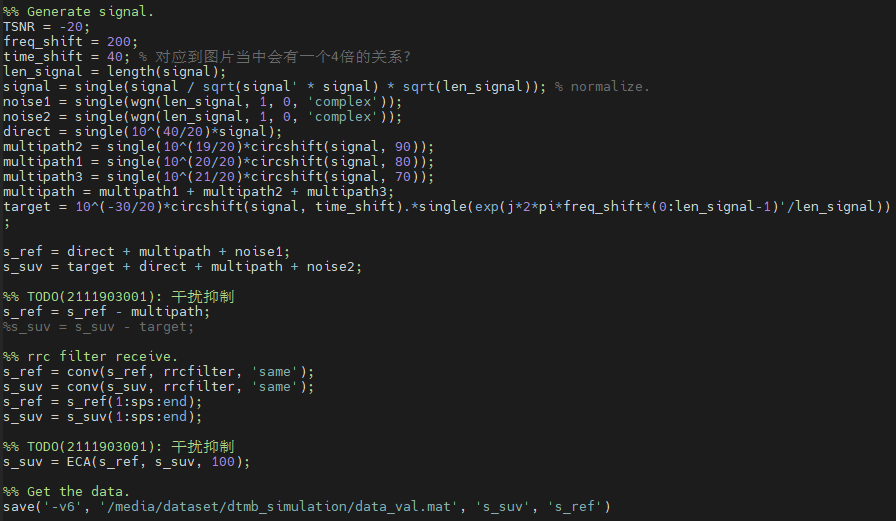 %% Generate signal.
TSNR = -20;
freq_shift = 200;
time_shift = 40; % 对应到图片当中会有一个4倍的关系?
len_signal = length(signal);
signal = single(signal / sqrt(signal' * signal) * sqrt(len_signal)); % normalize.
noise1 = single(wgn(len_signal, 1, 0, 'complex'));
noise2 = single(wgn(len_signal, 1, 0, 'complex'));
direct = single(10^(40/20)*signal);
multipath2 = single(10^(19/20)*circshift(signal, 90));
multipath1 = single(10^(20/20)*circshift(signal, 80));
multipath3 = single(10^(21/20)*circshift(signal, 70));
multipath = multipath1 + multipath2 + multipath3;
target = 10^(-30/20)*circshift(signal, time_shift).*single(exp(j*2*pi*freq_shift*(0:len_signal-1)'/len_signal))
;
s_ref = direct + multipath + noise1;
s_suv = target + direct + multipath + noise2;
%% TODO(2111903001): 干扰抑制
s_ref = s_ref - multipath;
%s_suv = s_suv - target;
%% rrc filter receive.
s_ref = conv(s_ref, rrcfilter, 'same');
s_suv = conv(s_suv, rrcfilter, 'same');
s_ref = s_ref(1:sps:end);
s_suv = s_suv(1:sps:end);
%% TODO(2111903001): 干扰抑制
s_suv = ECA(s_ref, s_suv, 100);
%% Get the data.
save('-v6', '/media/dataset/dtmb_simulation/data_val.mat', 's_suv', 's_ref')